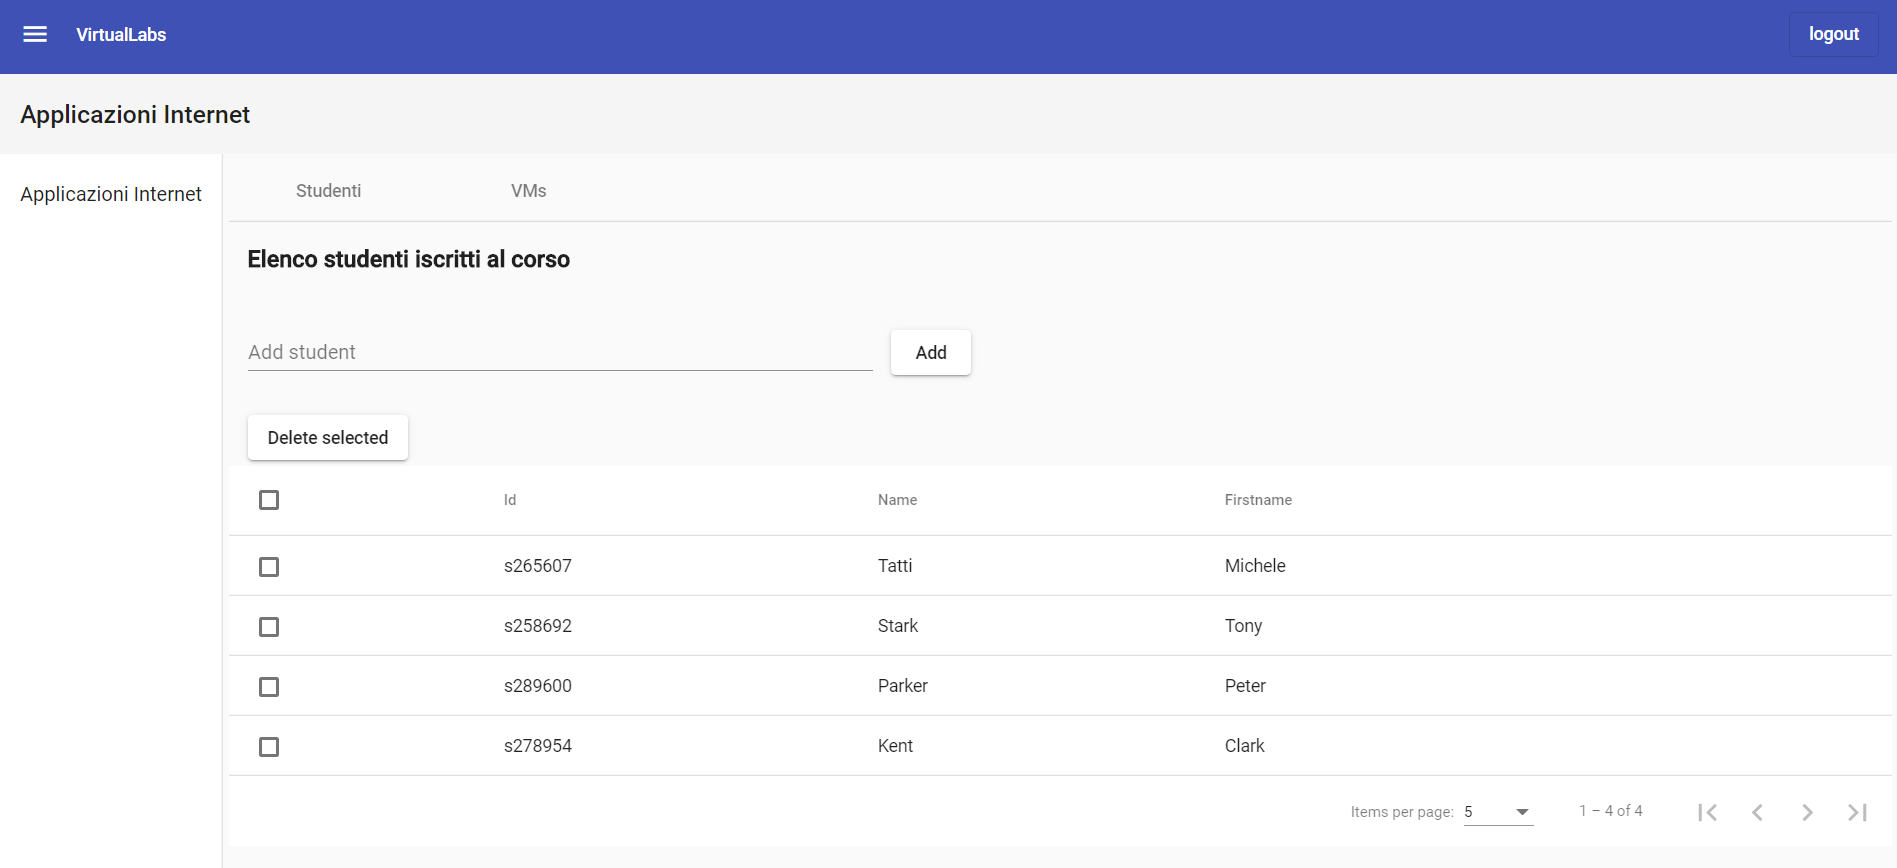 VirtualLabs logout
Applicazioni Internet
Applicazioni Internet
Studenti VMs
Elenco studenti iscritti al corso
Add student Add
Delete selected
Id Name Firstname
s265607 Tatti Michele
s258692 Stark Tony
s289600 Parker Peter
s278954 Kent Clark
Items per page: 5 1 – 4 of 4